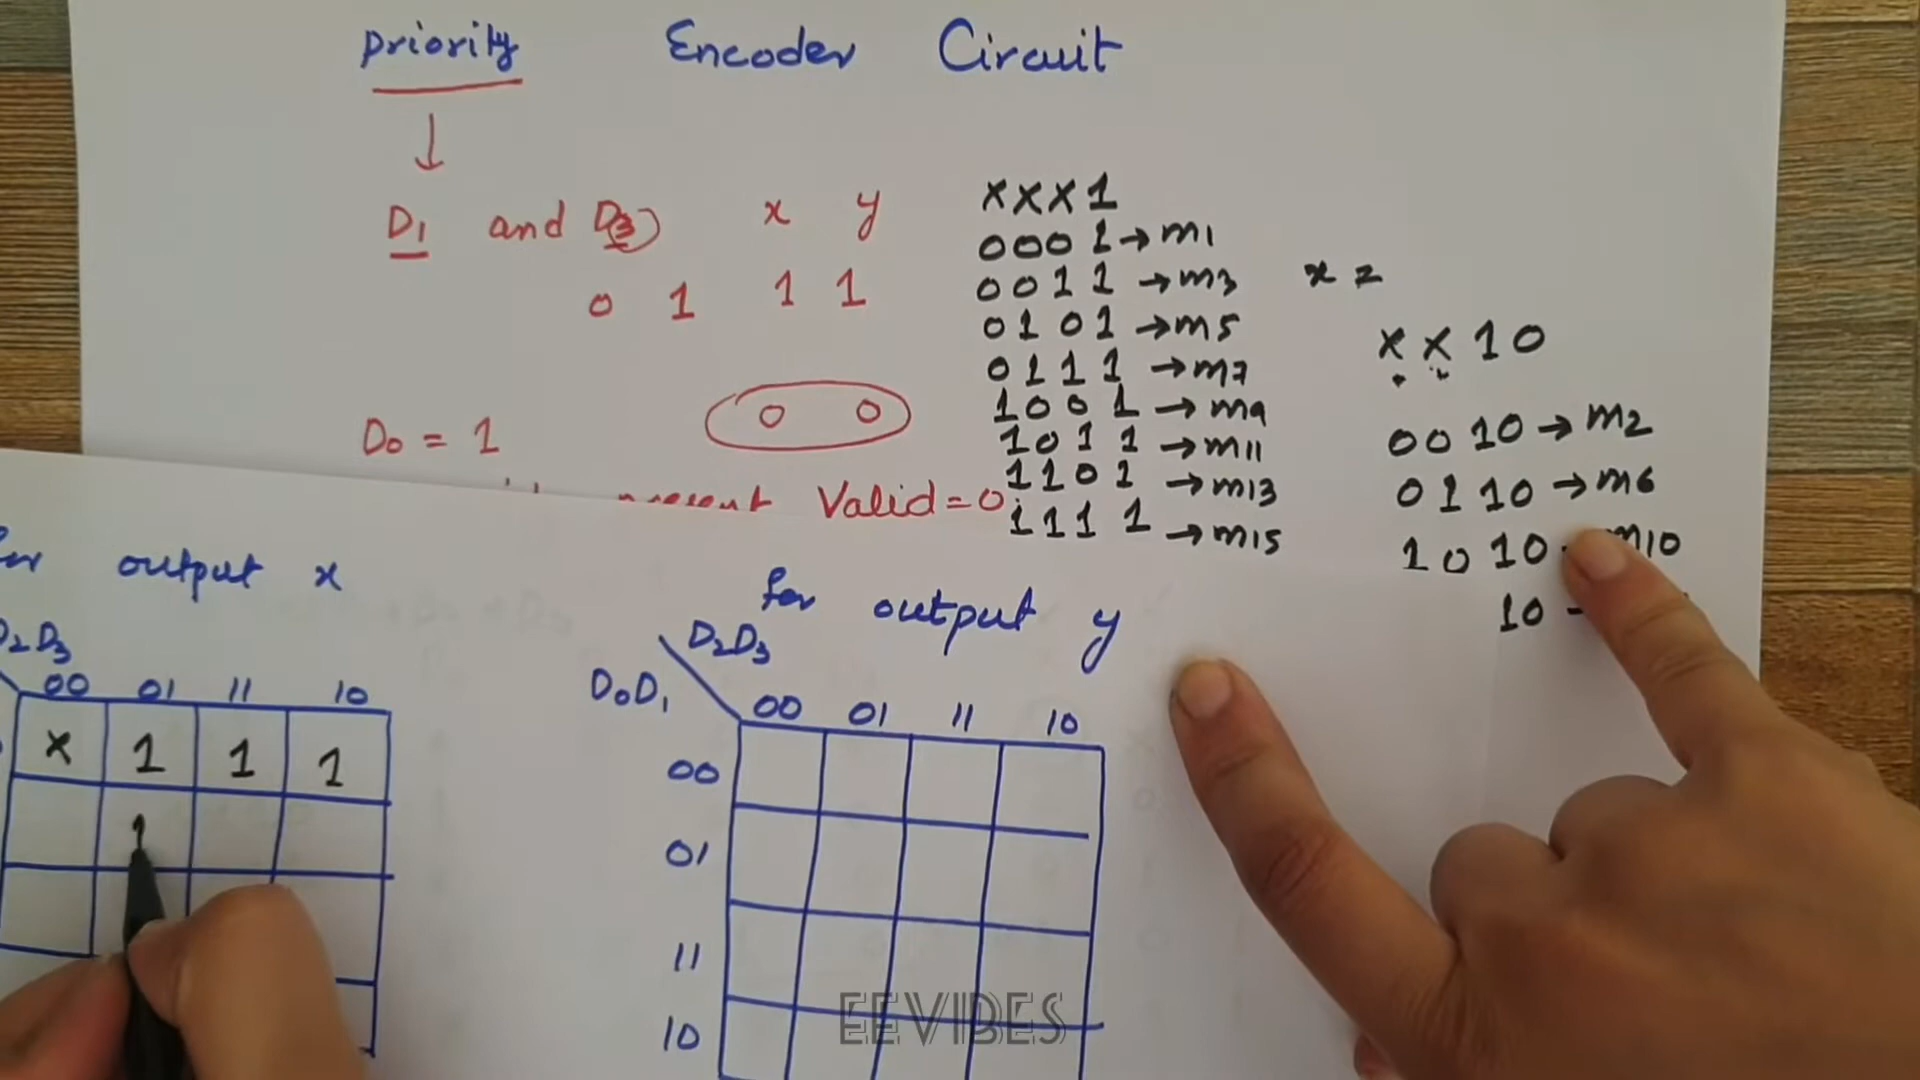 priority Encoder Circuit
D1 and D3 x y
0 1 1 1
D0 = 1 0 0
Valid=0
x x x 1
0 0 0 1 → m1
0 0 1 1 → m3
0 1 0 1 → m5
0 1 1 1 → m7
1 0 0 1 → m9
1 0 1 1 → m11
1 1 0 1 → m13
1 1 1 1 → m15
x =
x x 1 0
0 0 1 0 → m2
0 1 1 0 → m6
1 0 1 0 m10
1 0
output x
D2D3
00 01 11 10
x 1 1 1
1
for output y
D2D3
D0D1
00 01 11 10
00
01
11
10
EEVIBES